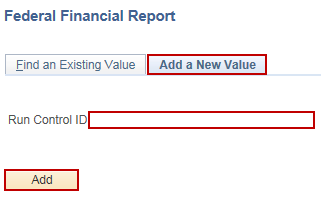 Federal Financial Report
Find an Existing Value Add a New Value
Run Control ID
Add